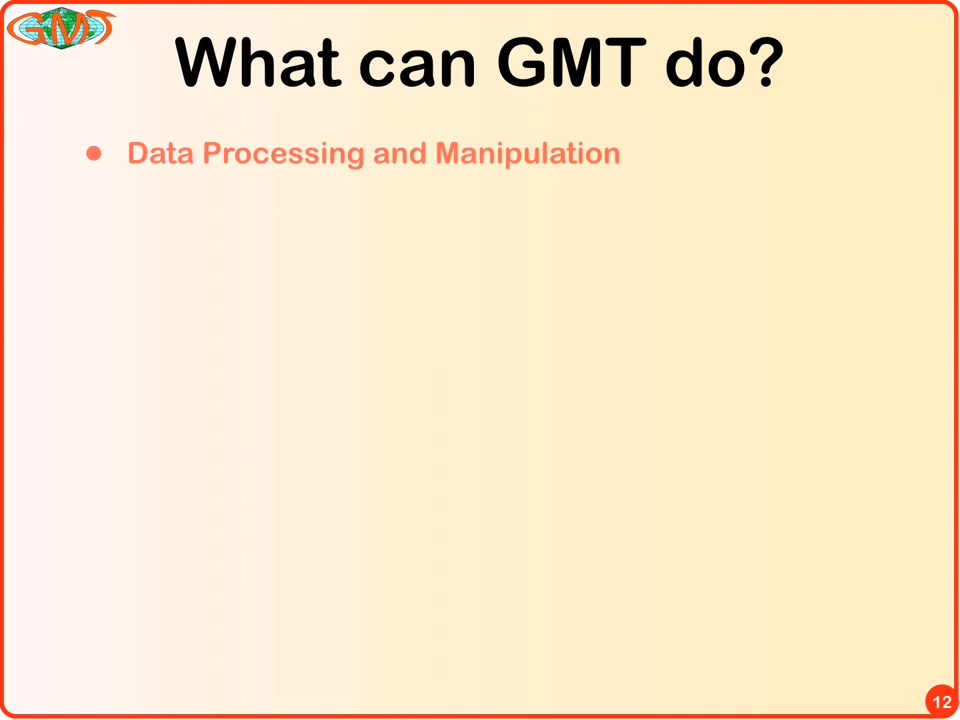 GMT
What can GMT do?
• Data Processing and Manipulation
12